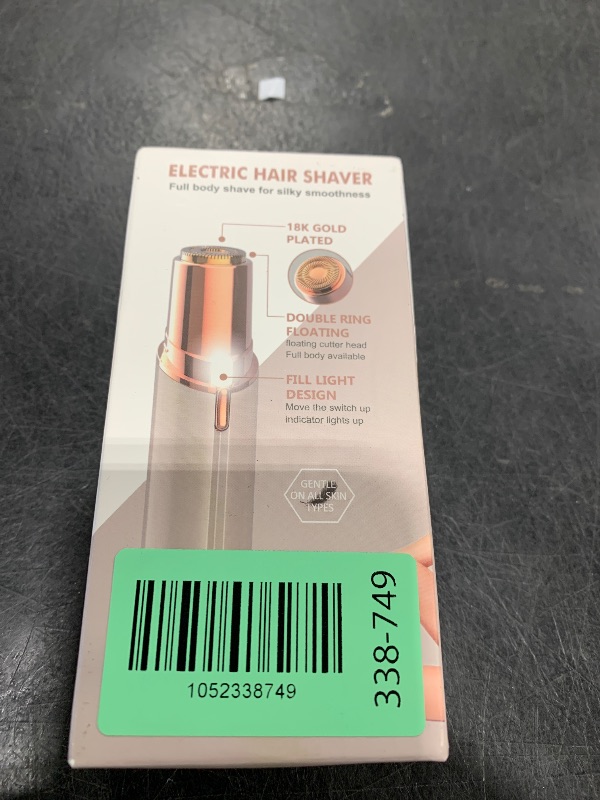 ELECTRIC HAIR SHAVER
Full body shave for silky smoothness
18K GOLD
PLATED
DOUBLE RING
FLOATING
floating cutter head
Full body available
FILL LIGHT
DESIGN
Move the switch up
indicator lights up
GENTLE
ON ALL SKIN
TYPES
1052338749
338-749